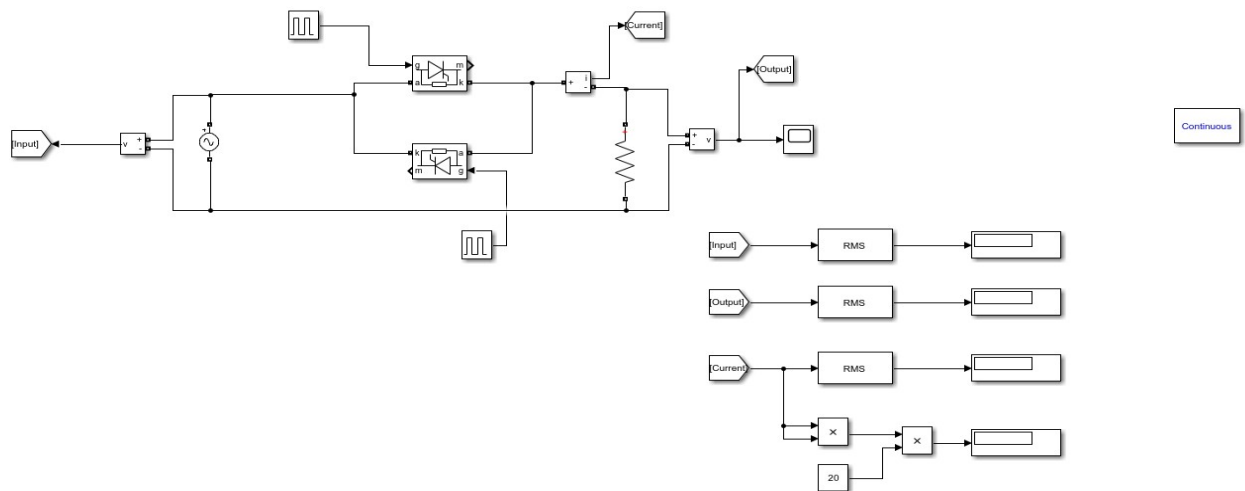 [Current]
g
m
a
k
+
i
-
[Output]
Continuous
[Input]
v
+
-
+
k
a
m
g
+
+
-
v
[Input]
RMS
[Output]
RMS
[Current]
RMS
×
×
20